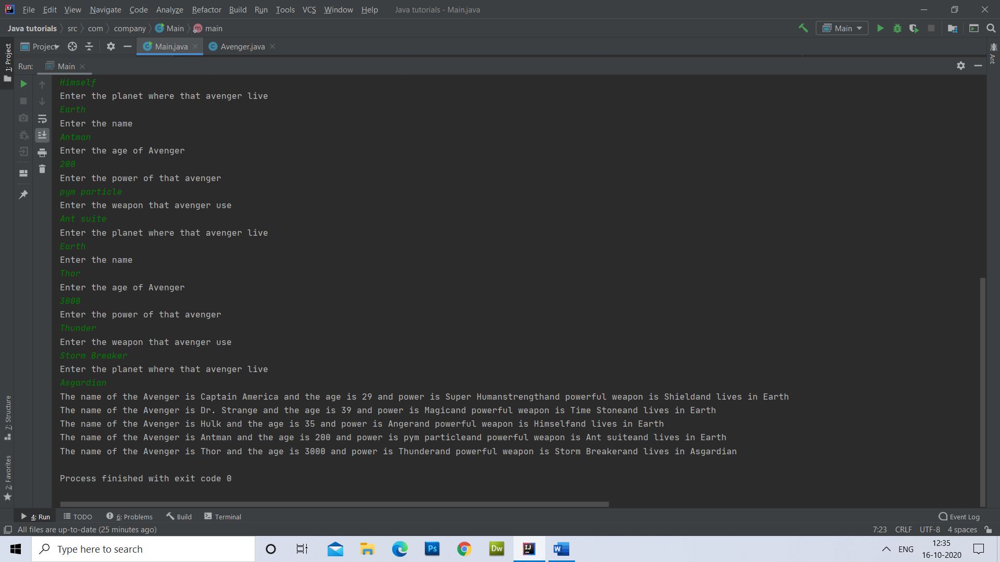 File Edit View Navigate Code Analyze Refactor Build Run Tools VCS Window Help Java tutorials - Main.java
Java tutorials src com company Main main Main
Project Main.java Avenger.java
1: Project
Ant
Run: Main
Himself
Enter the planet where that avenger live
Earth
Enter the name
Antman
Enter the age of Avenger
200
Enter the power of that avenger
pym particle
Enter the weapon that avenger use
Ant suite
Enter the planet where that avenger live
Earth
Enter the name
Thor
Enter the age of Avenger
3000
Enter the power of that avenger
Thunder
Enter the weapon that avenger use
Storm Breaker
Enter the planet where that avenger live
Asgardian
The name of the Avenger is Captain America and the age is 29 and power is Super Humanstrengthand powerful weapon is Shieldand lives in Earth
The name of the Avenger is Dr. Strange and the age is 39 and power is Magicand powerful weapon is Time Stoneand lives in Earth
The name of the Avenger is Hulk and the age is 35 and power is Angerand powerful weapon is Himselfand lives in Earth
The name of the Avenger is Antman and the age is 200 and power is pym particleand powerful weapon is Ant suiteand lives in Earth
The name of the Avenger is Thor and the age is 3000 and power is Thunderand powerful weapon is Storm Breakerand lives in Asgardian
Process finished with exit code 0
7: Structure
2: Favorites
4: Run TODO 6: Problems Build Terminal Event Log
All files are up-to-date (25 minutes ago) 7:23 CRLF UTF-8 4 spaces
Type here to search Ps Dw IJ W ENG 12:35
16-10-2020